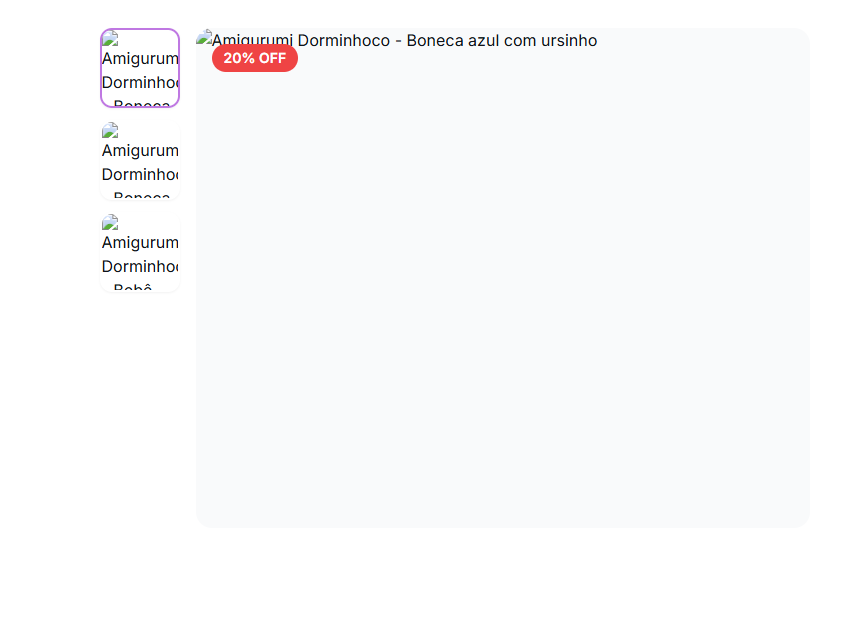 Amigurum
Dorminhoc
Boneca
Amigurum
Dorminhoc
Boneca
Amigurum
Dorminhoc
Bebê
Amigurumi Dorminhoco - Boneca azul com ursinho
20% OFF